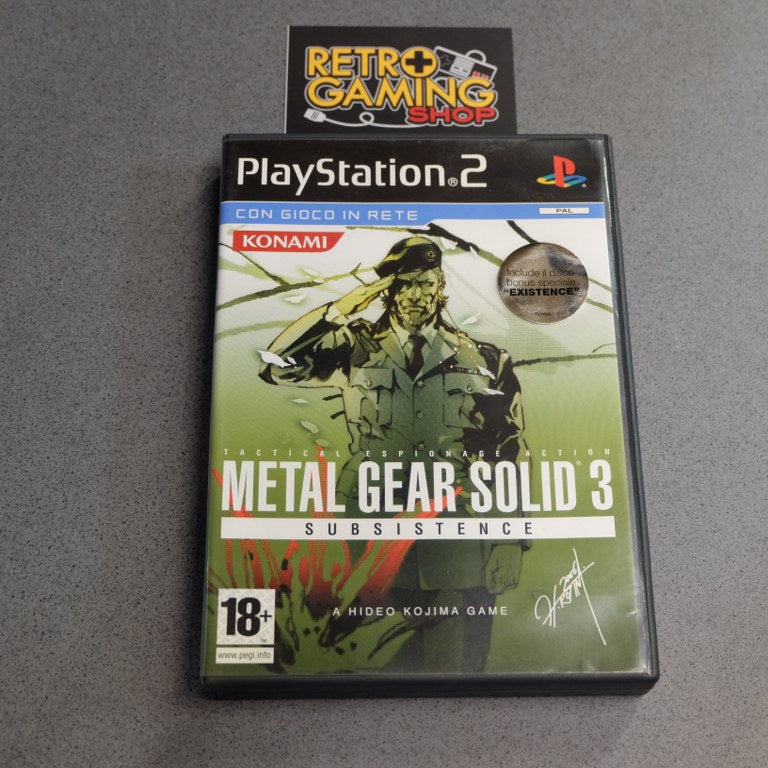 RETRO
GAMING
SHOP
PlayStation®2
PAL
CON GIOCO IN RETE
KONAMI
Include il disco
bonus speciale
"EXISTENCE"
TACTICAL ESPIONAGE ACTION
METAL GEAR SOLID® 3
SUBSISTENCE
A HIDEO KOJIMA GAME
18+
www.pegi.info